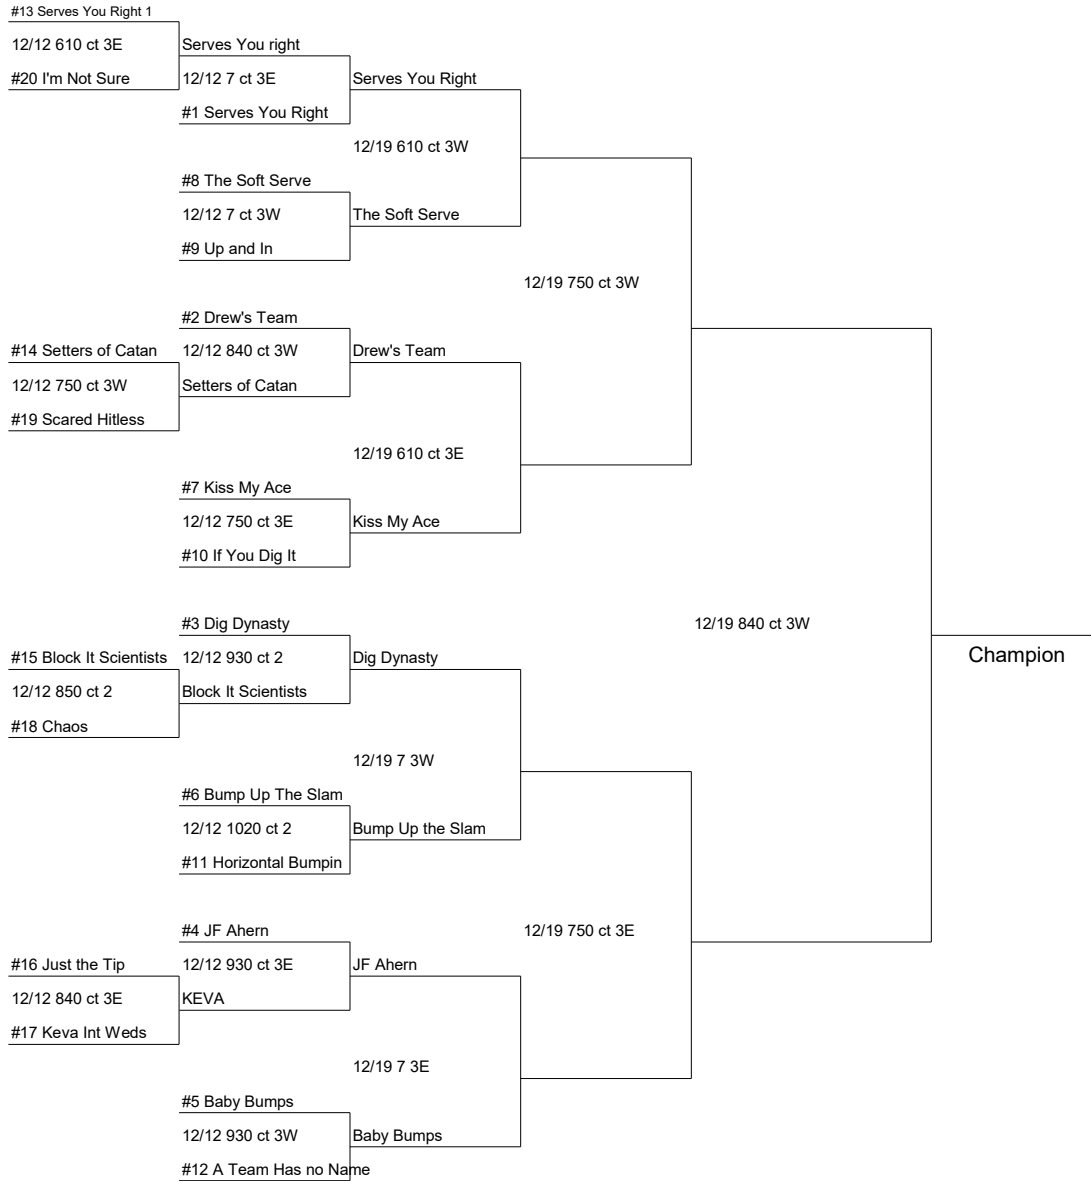 #13 Serves You Right 1
12/12 610 ct 3E
Serves You right
#20 I'm Not Sure
12/12 7 ct 3E
Serves You Right
#1 Serves You Right
12/19 610 ct 3W
#8 The Soft Serve
12/12 7 ct 3W
The Soft Serve
#9 Up and In
12/19 750 ct 3W
#2 Drew's Team
#14 Setters of Catan
12/12 840 ct 3W
Drew's Team
12/12 750 ct 3W
Setters of Catan
#19 Scared Hitless
12/19 610 ct 3E
#7 Kiss My Ace
12/12 750 ct 3E
Kiss My Ace
#10 If You Dig It
#3 Dig Dynasty
12/19 840 ct 3W
Champion
#15 Block It Scientists
12/12 930 ct 2
Dig Dynasty
12/12 850 ct 2
Block It Scientists
#18 Chaos
12/19 7 3W
#6 Bump Up The Slam
12/12 1020 ct 2
Bump Up the Slam
#11 Horizontal Bumpin
#4 JF Ahern
12/19 750 ct 3E
#16 Just the Tip
12/12 930 ct 3E
JF Ahern
12/12 840 ct 3E
KEVA
#17 Keva Int Weds
12/19 7 3E
#5 Baby Bumps
12/12 930 ct 3W
Baby Bumps
#12 A Team Has no Name